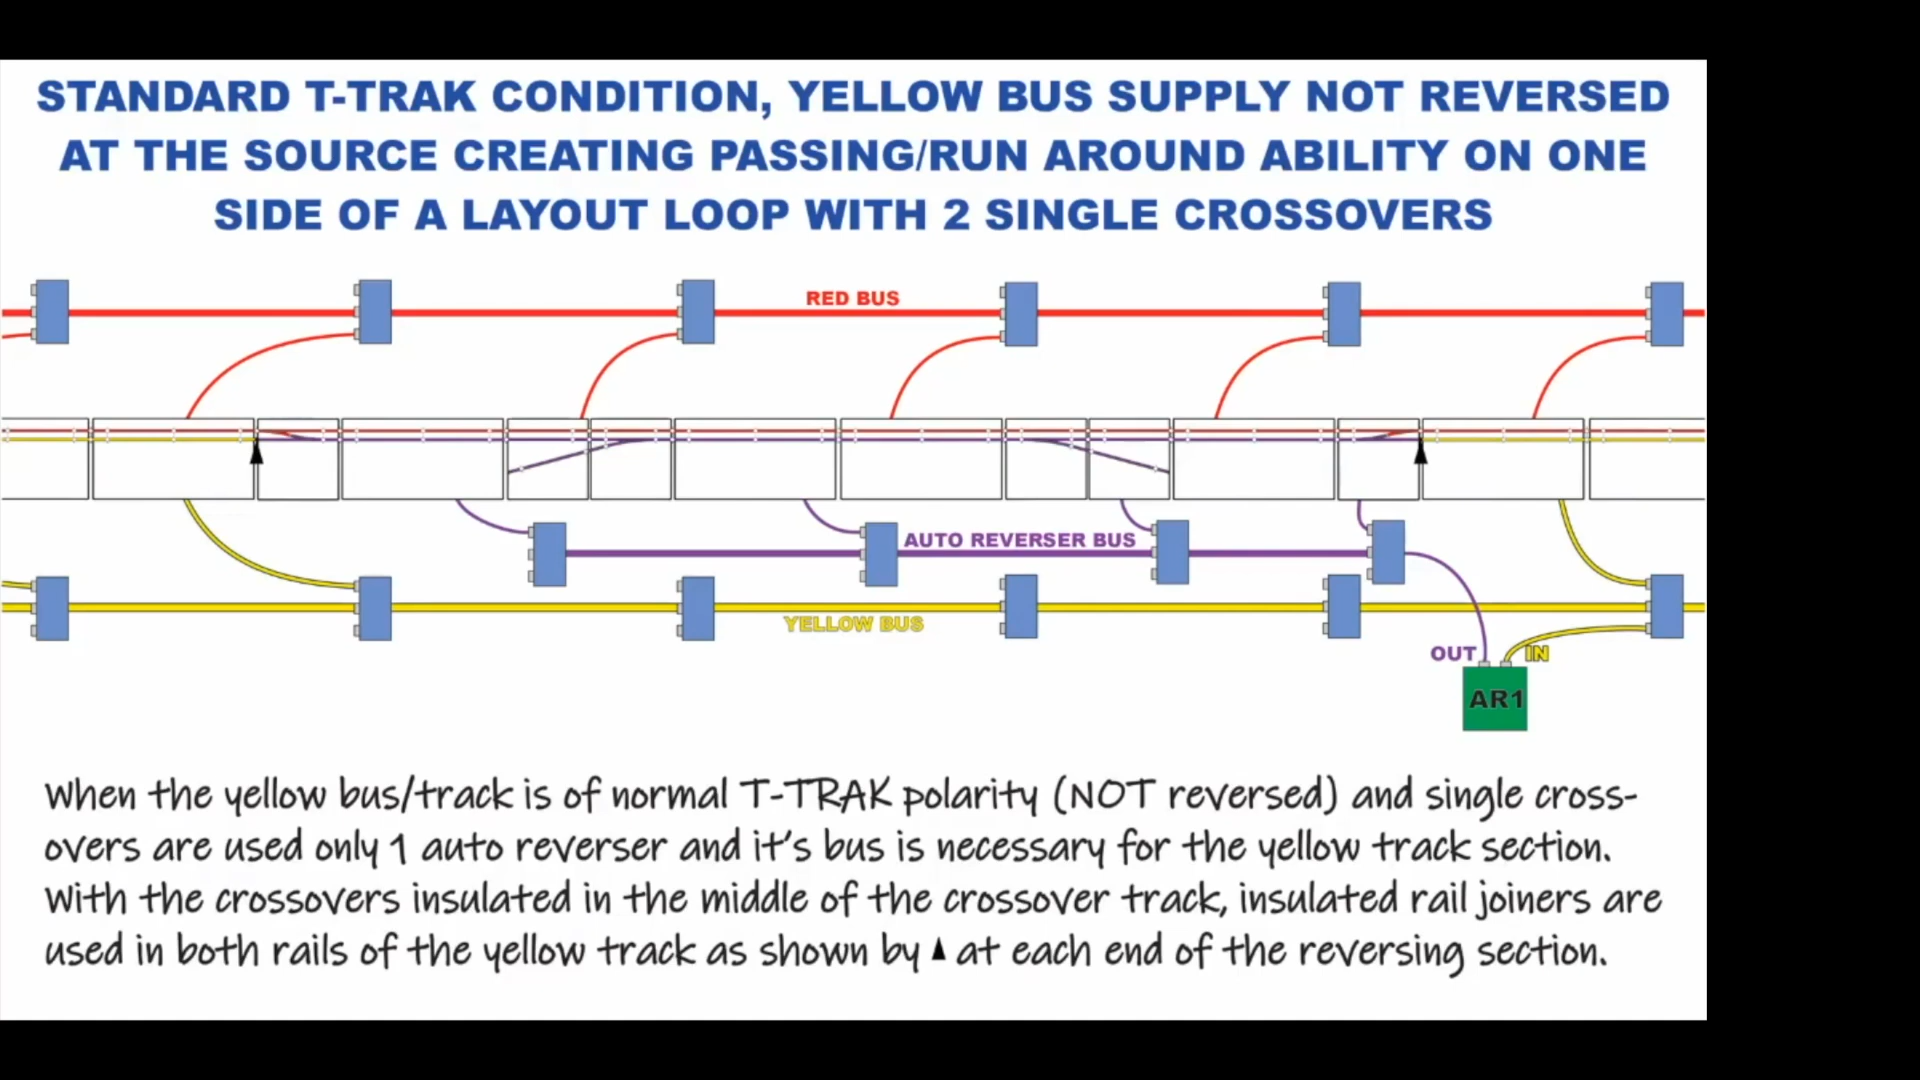 STANDARD T-TRAK CONDITION, YELLOW BUS SUPPLY NOT REVERSED
AT THE SOURCE CREATING PASSING/RUN AROUND ABILITY ON ONE
SIDE OF A LAYOUT LOOP WITH 2 SINGLE CROSSOVERS
RED BUS
AUTO REVERSER BUS
YELLOW BUS
OUT IN
AR1
When the yellow bus/track is of normal T-TRAK polarity (NOT reversed) and single cross-
overs are used only 1 auto reverser and it's bus is necessary for the yellow track section.
With the crossovers insulated in the middle of the crossover track, insulated rail joiners are
used in both rails of the yellow track as shown by ▲ at each end of the reversing section.